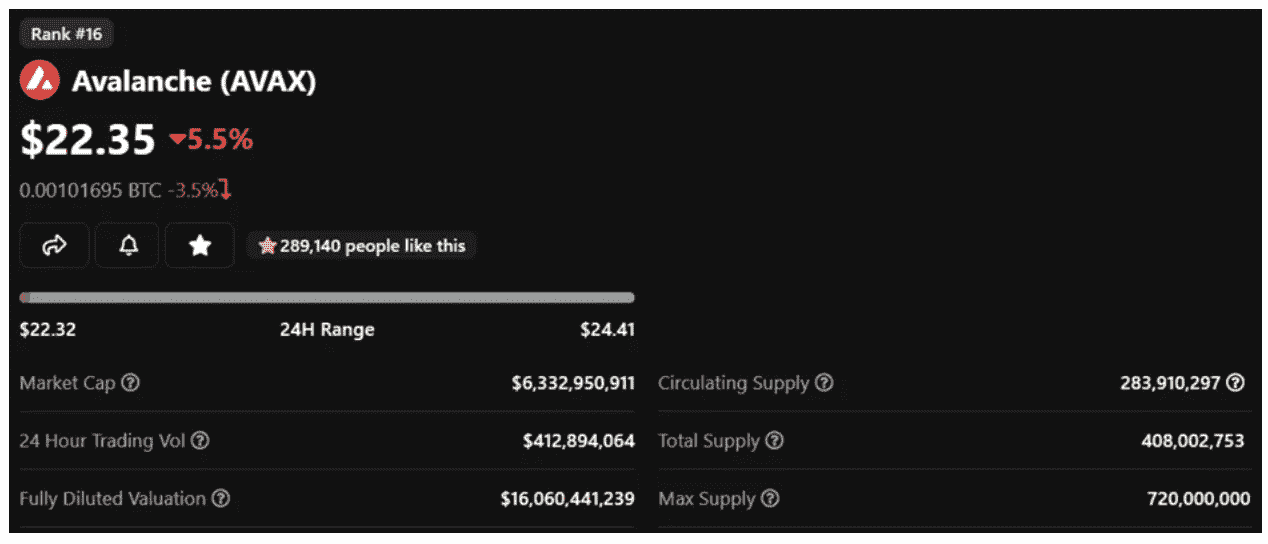 Rank #16
Avalanche (AVAX)
$22.35 5.5%
0.00101695 BTC -3.5%
289,140 people like this
$22.32 24H Range $24.41
Market Cap $6,332,950,911 Circulating Supply 283,910,297
24 Hour Trading Vol $412,894,064 Total Supply 408,002,753
Fully Diluted Valuation $16,060,441,239 Max Supply 720,000,000